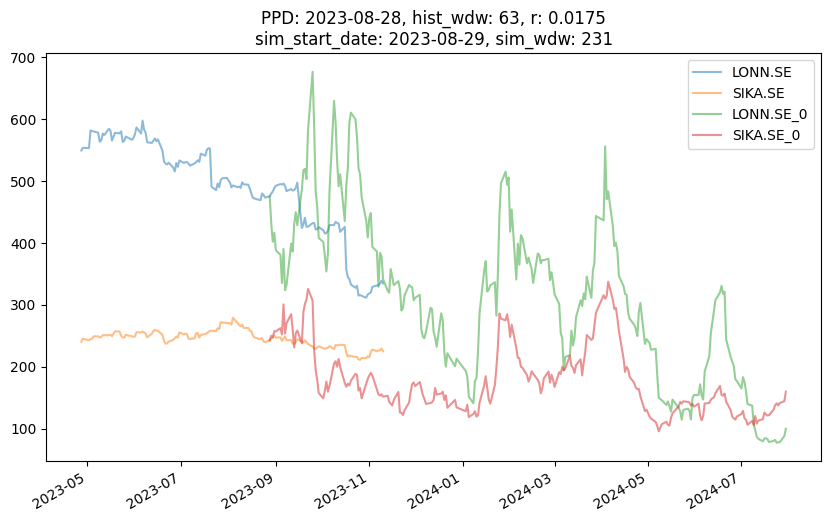 PPD: 2023-08-28, hist_wdw: 63, r: 0.0175
sim_start_date: 2023-08-29, sim_wdw: 231
700
600
500
400
300
200
100
LONN.SE
SIKA.SE
LONN.SE_0
SIKA.SE_0
2023-05
2023-07
2023-09
2023-11
2024-01
2024-03
2024-05
2024-07